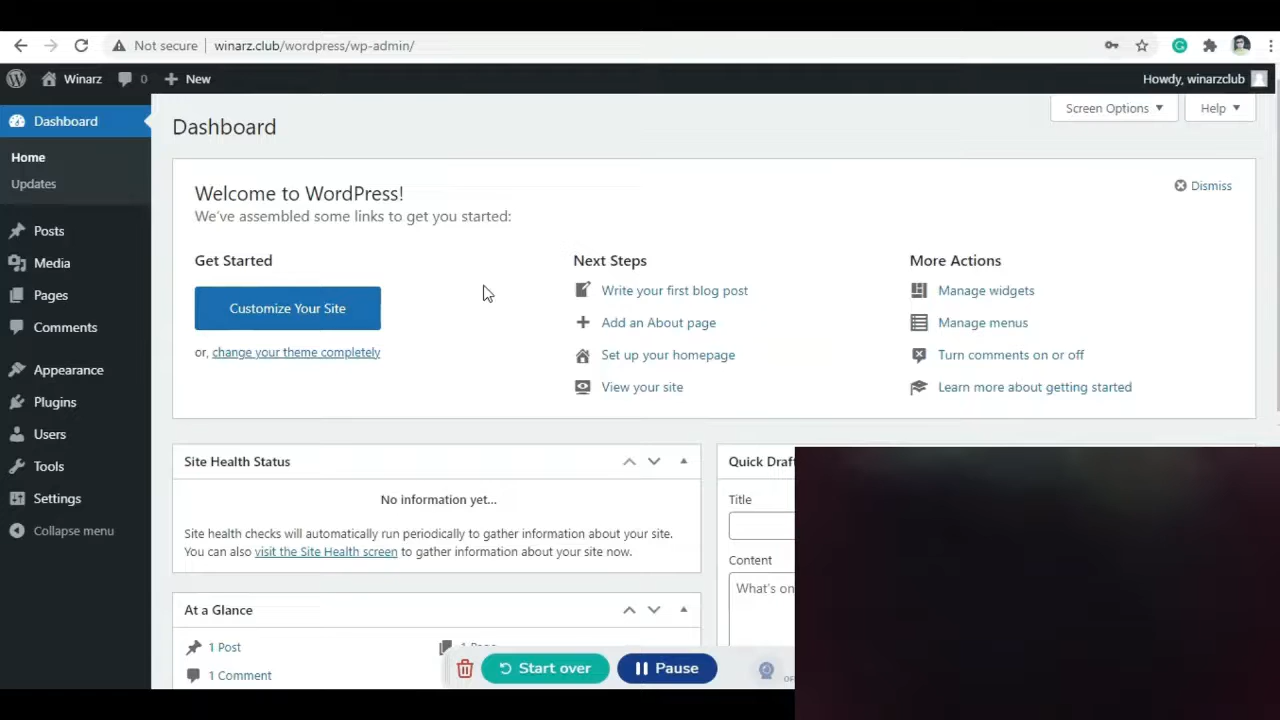 Not secure winarz.club/wordpress/wp-admin/
Winarz 0 New Howdy, winarzclub
Screen Options Help
Dashboard
Home
Updates
Posts
Media
Pages
Comments
Appearance
Plugins
Users
Tools
Settings
Collapse menu
Dashboard
Welcome to WordPress!
We've assembled some links to get you started:
Dismiss
Get Started
Customize Your Site
or, change your theme completely
Next Steps
Write your first blog post
Add an About page
Set up your homepage
View your site
More Actions
Manage widgets
Manage menus
Turn comments on or off
Learn more about getting started
Site Health Status
No information yet...
Site health checks will automatically run periodically to gather information about your site.
You can also visit the Site Health screen to gather information about your site now.
At a Glance
1 Post
1 Comment
Quick Draft
Title
Content
What's on
Start over
Pause